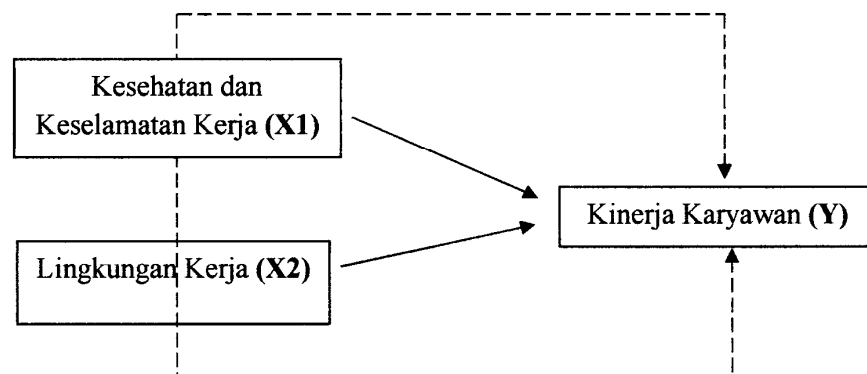 Kesehatan dan
Keselamatan Kerja (X1)
Kinerja Karyawan (Y)
Lingkungan Kerja (X2)